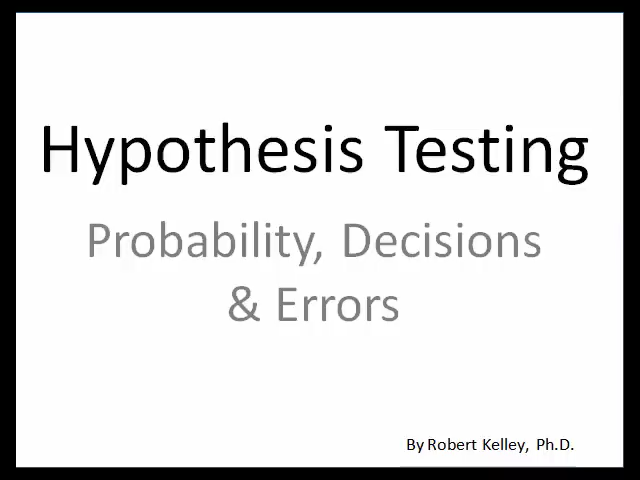 Hypothesis Testing
Probability, Decisions
& Errors
By Robert Kelley, Ph.D.